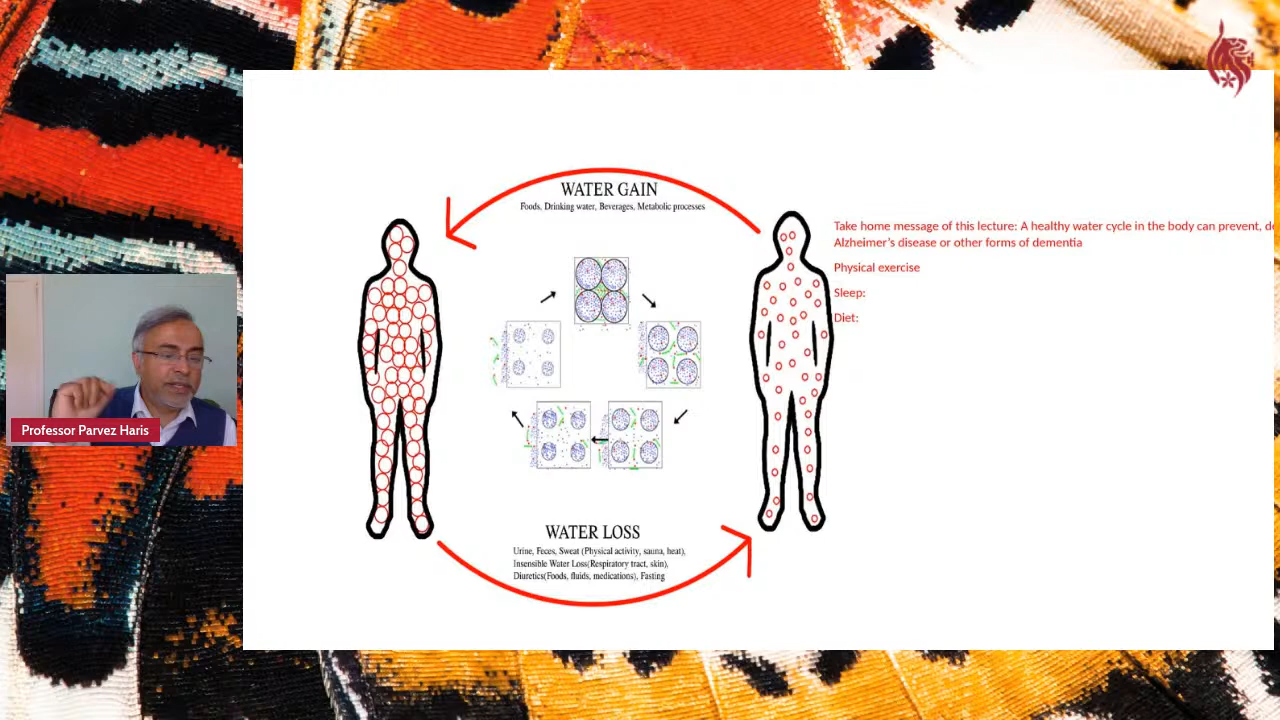 WATER GAIN
Foods, Drinking water, Beverages, Metabolic processes
Take home message of this lecture: A healthy water cycle in the body can prevent,
Alzheimer's disease or other forms of dementia
Physical exercise
Sleep:
Diet:
Professor Parvez Haris
WATER LOSS
Urine, Feces, Sweat (Physical activity, sauna, heat),
Insensible Water Loss(Respiratory tract, skin),
Diuretics(Foods, fluids, medications), Fasting